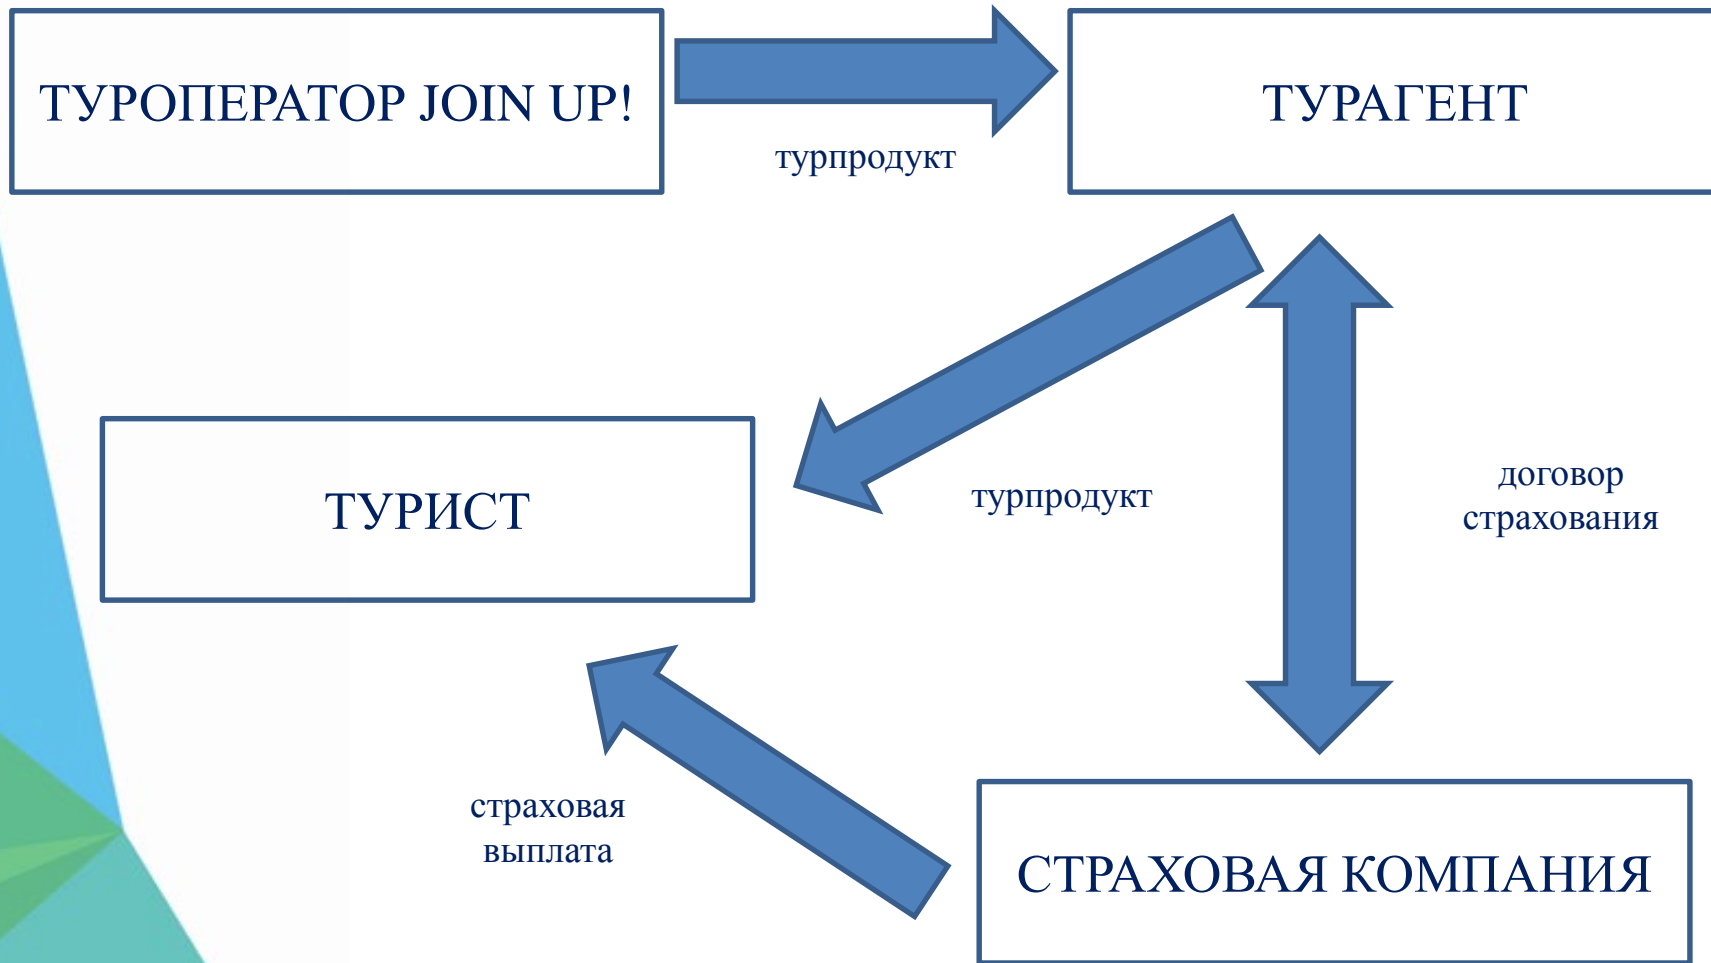 ТУРОПЕРАТОР JOIN UP!
ТУРАГЕНТ
турпродукт
ТУРИСТ
турпродукт
договор
страхования
страховая
выплата
СТРАХОВАЯ КОМПАНИЯ